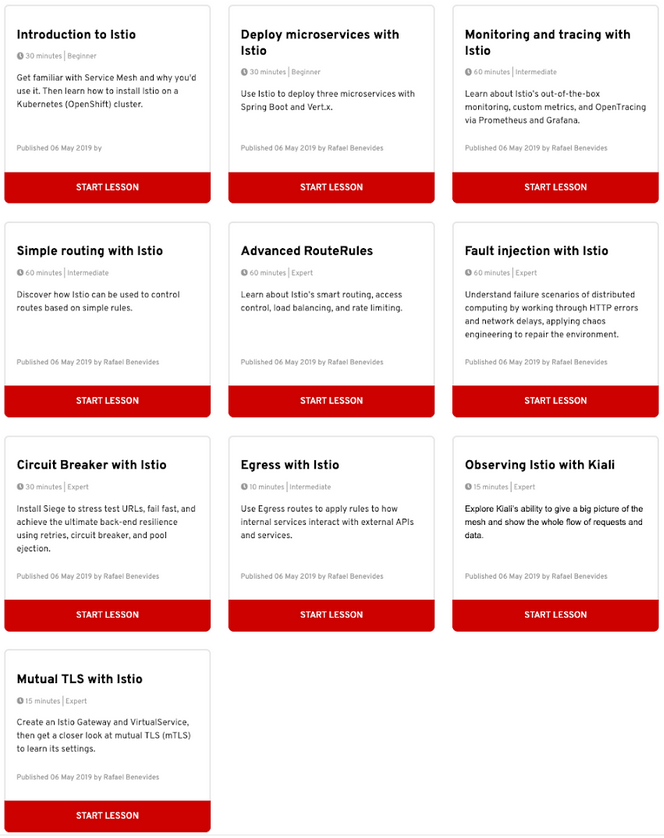 Introduction to Istio
30 minutes | Beginner
Get familiar with Service Mesh and why you'd
use it. Then learn how to install Istio on a
Kubernetes (OpenShift) cluster.
Published 06 May 2019 by
START LESSON
Deploy microservices with
Istio
30 minutes | Beginner
Use Istio to deploy three microservices with
Spring Boot and Vert.x.
Published 06 May 2019 by Rafael Benevides
START LESSON
Monitoring and tracing with
Istio
60 minutes | Intermediate
Learn about Istio's out-of-the-box
monitoring, custom metrics, and OpenTracing
via Prometheus and Grafana.
Published 06 May 2019 by Rafael Benevides
START LESSON
Simple routing with Istio
60 minutes | Intermediate
Discover how Istio can be used to control
routes based on simple rules.
Published 06 May 2019 by Rafael Benevides
START LESSON
Advanced RouteRules
60 minutes | Expert
Learn about Istio's smart routing, access
control, load balancing, and rate limiting.
Published 06 May 2019 by Rafael Benevides
START LESSON
Fault injection with Istio
60 minutes | Expert
Understand failure scenarios of distributed
computing by working through HTTP errors
and network delays, applying chaos
engineering to repair the environment.
Published 06 May 2019 by Rafael Benevides
START LESSON
Circuit Breaker with Istio
30 minutes | Expert
Install Siege to stress test URLs, fail fast, and
achieve the ultimate back-end resilience
using retries, circuit breaker, and pool
ejection.
Published 06 May 2019 by Rafael Benevides
START LESSON
Egress with Istio
10 minutes | Intermediate
Use Egress routes to apply rules to how
internal services interact with external APIs
and services.
Published 06 May 2019 by Rafael Benevides
START LESSON
Observing Istio with Kiali
15 minutes | Expert
Explore Kiali's ability to give a big picture of the
mesh and show the whole flow of requests and
data.
Published 06 May 2019 by Rafael Benevides
START LESSON
Mutual TLS with Istio
15 minutes | Expert
Create an Istio Gateway and VirtualService,
then get a closer look at mutual TLS (mTLS)
to learn its settings.
Published 06 May 2019 by Rafael Benevides
START LESSON